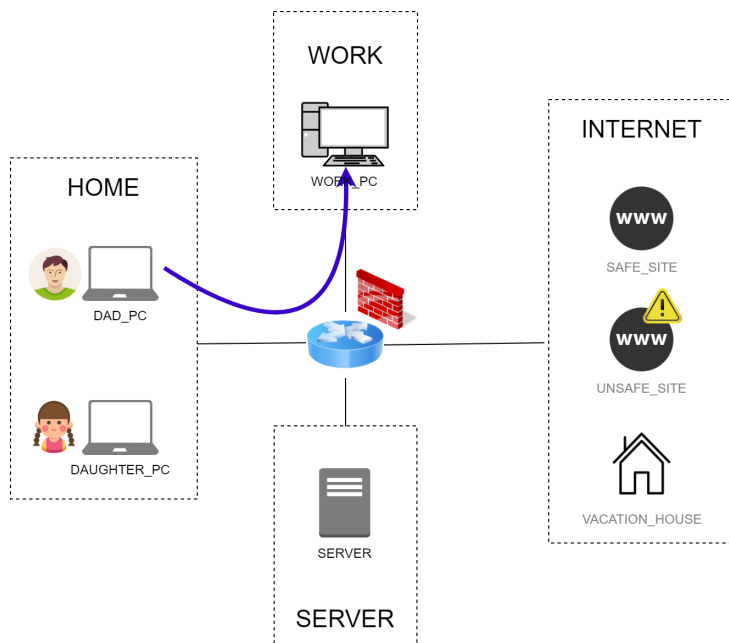 WORK
WORK_PC
HOME
DAD_PC
DAUGHTER_PC
INTERNET
www
SAFE_SITE
www
UNSAFE_SITE
VACATION_HOUSE
SERVER
SERVER